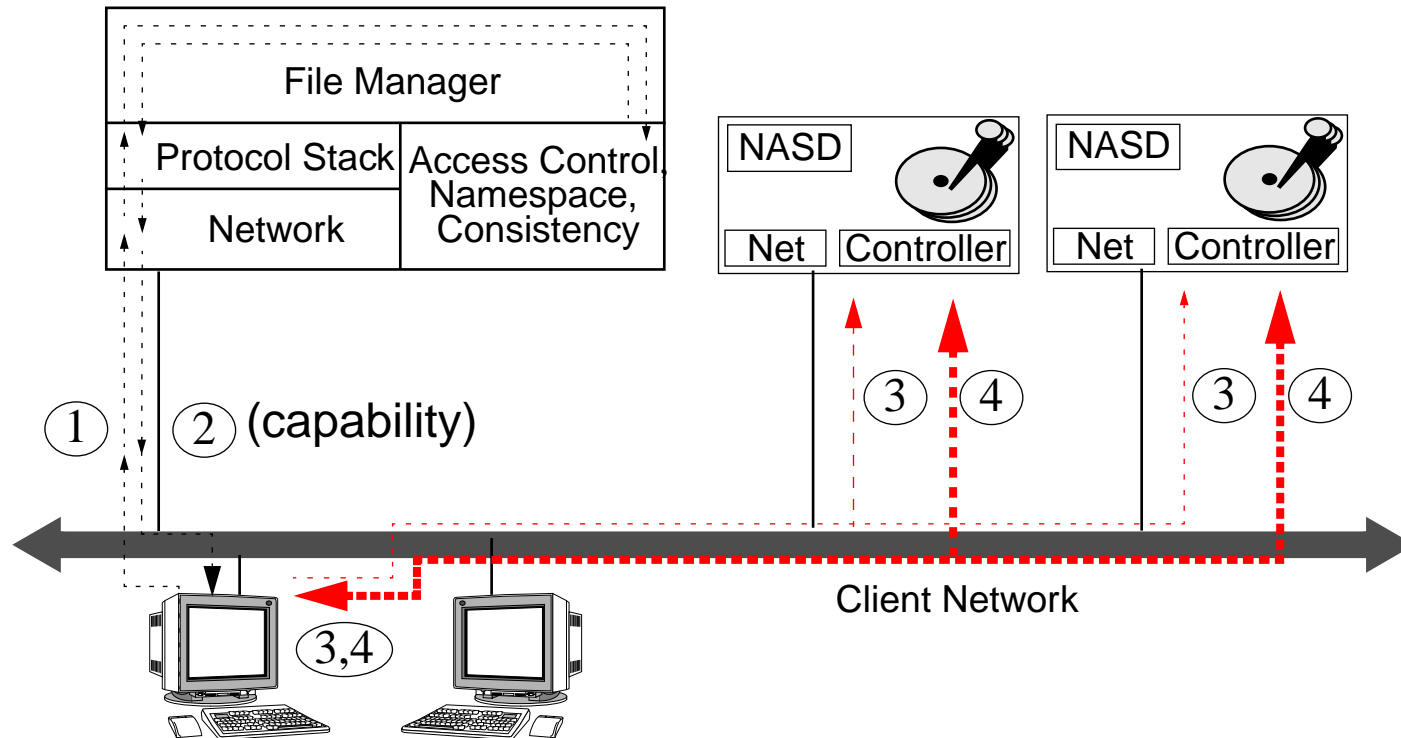 File Manager
Protocol Stack
Network
Access Control,
Namespace,
Consistency
NASD
Net
Controller
NASD
Net
Controller
1
2 (capability)
3
4
3
4
Client Network
3,4